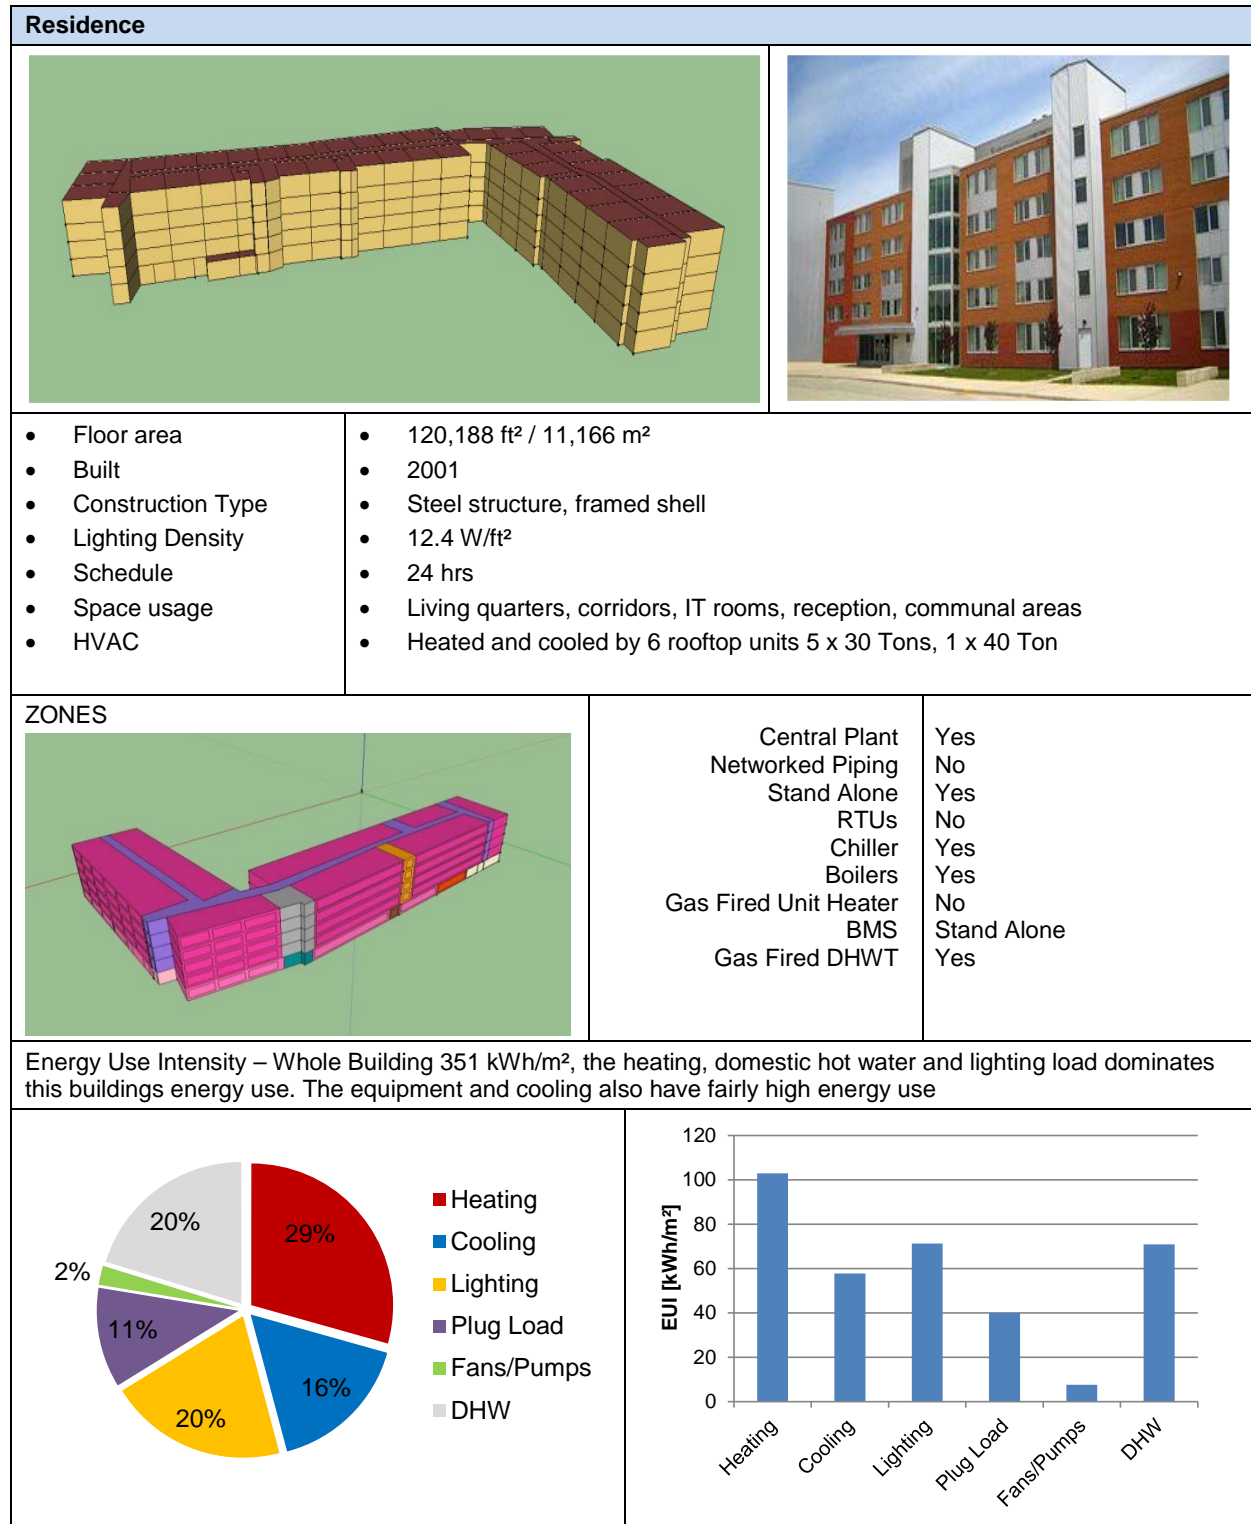 Residence
• Floor area
• Built
• Construction Type
• Lighting Density
• Schedule
• Space usage
• HVAC
• 120,188 ft² / 11,166 m²
• 2001
• Steel structure, framed shell
• 12.4 W/ft²
• 24 hrs
• Living quarters, corridors, IT rooms, reception, communal areas
• Heated and cooled by 6 rooftop units 5 x 30 Tons, 1 x 40 Ton
ZONES
Central Plant Yes
Networked Piping No
Stand Alone Yes
RTUs No
Chiller Yes
Boilers Yes
Gas Fired Unit Heater No
BMS Stand Alone
Gas Fired DHWT Yes
Energy Use Intensity – Whole Building 351 kWh/m², the heating, domestic hot water and lighting load dominates
this buildings energy use. The equipment and cooling also have fairly high energy use
29%
16%
20%
11%
2%
20%
Heating
Cooling
Lighting
Plug Load
Fans/Pumps
DHW
EUI [kWh/m²]
120
100
80
60
40
20
0
Heating
Cooling
Lighting
Plug Load
Fans/Pumps
DHW